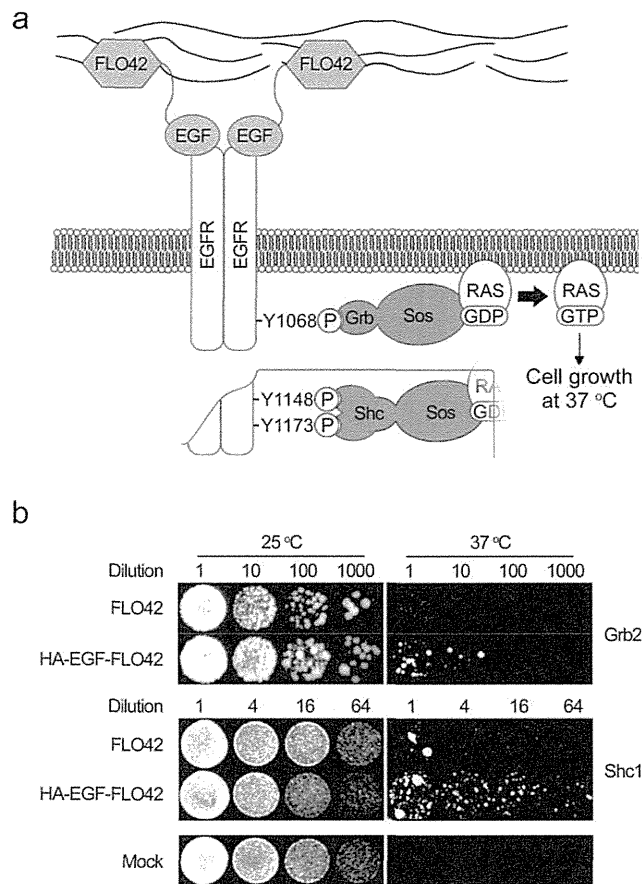 a
FLO42
FLO42
EGF
EGF
EGFR
EGFR
Y1068
P
Grb
Sos
RAS
GDP
RAS
GTP
Cell growth
at 37 °C
Y1148
P
Y1173
P
Shc
Sos
RA
GD
b
25 °C
37 °C
Dilution 1 10 100 1000 1 10 100 1000
FLO42
HA-EGF-FLO42
Grb2
Dilution 1 4 16 64 1 4 16 64
FLO42
HA-EGF-FLO42
Shc1
Mock